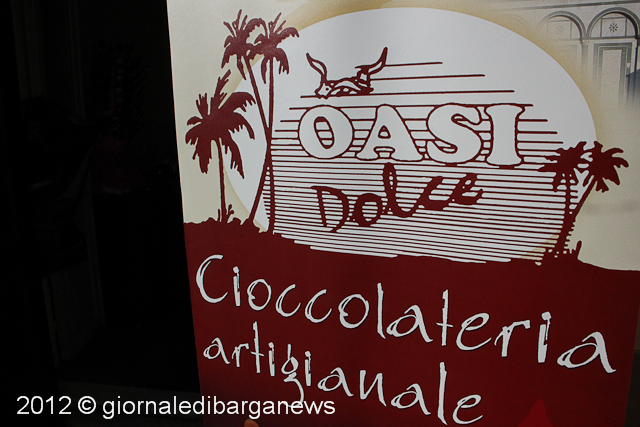 OASI
Dolce
Cioccolateria
artigianale
2012 © giornaledibarganews